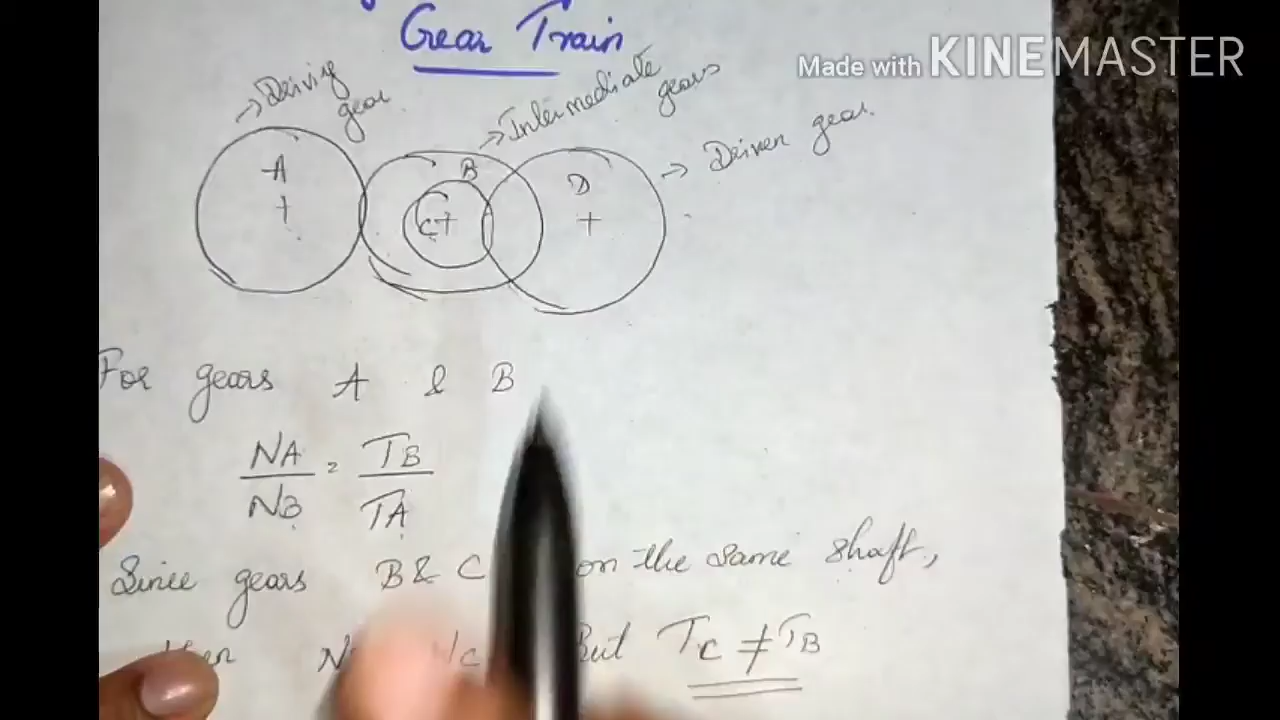 Gear Train
Made with KINEMASTER
Driving
gear
Intermediate
gears
Driven gear.
A
B
C
D
For gears A & B
NA / NB = TB / TA
Since gears B & C on the same shaft,
then But TC ≠ TB